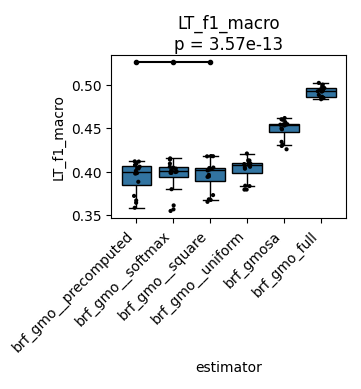 LT_f1_macro
p = 3.57e-13
LT_f1_macro
0.50
0.45
0.40
0.35
brf_gmo__precomputed
brf_gmo__softmax
brf_gmo__square
brf_gmo__uniform
brf_gmosa
brf_gmo_full
estimator